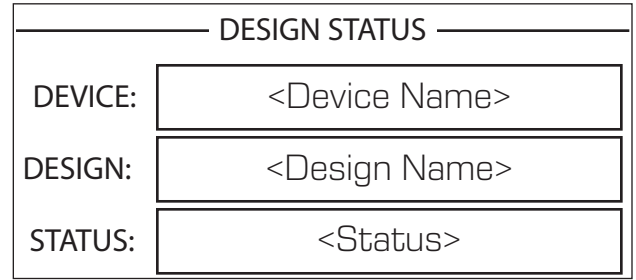 DESIGN STATUS
DEVICE: <Device Name>
DESIGN: <Design Name>
STATUS: <Status>